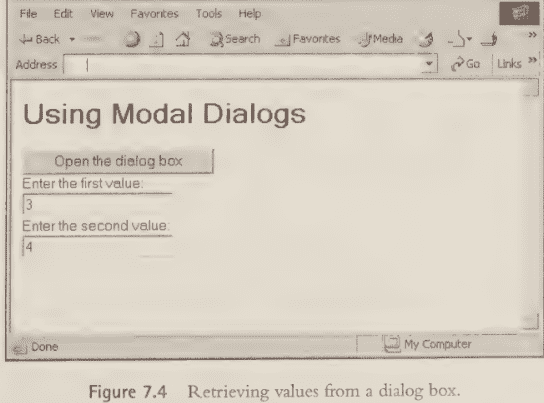 File Edit View Favorites Tools Help
Back Search Favorites Media »
Address Go Links »
Using Modal Dialogs
Open the dialog box
Enter the first value:
3
Enter the second value:
4
Done My Computer
Figure 7.4 Retrieving values from a dialog box.